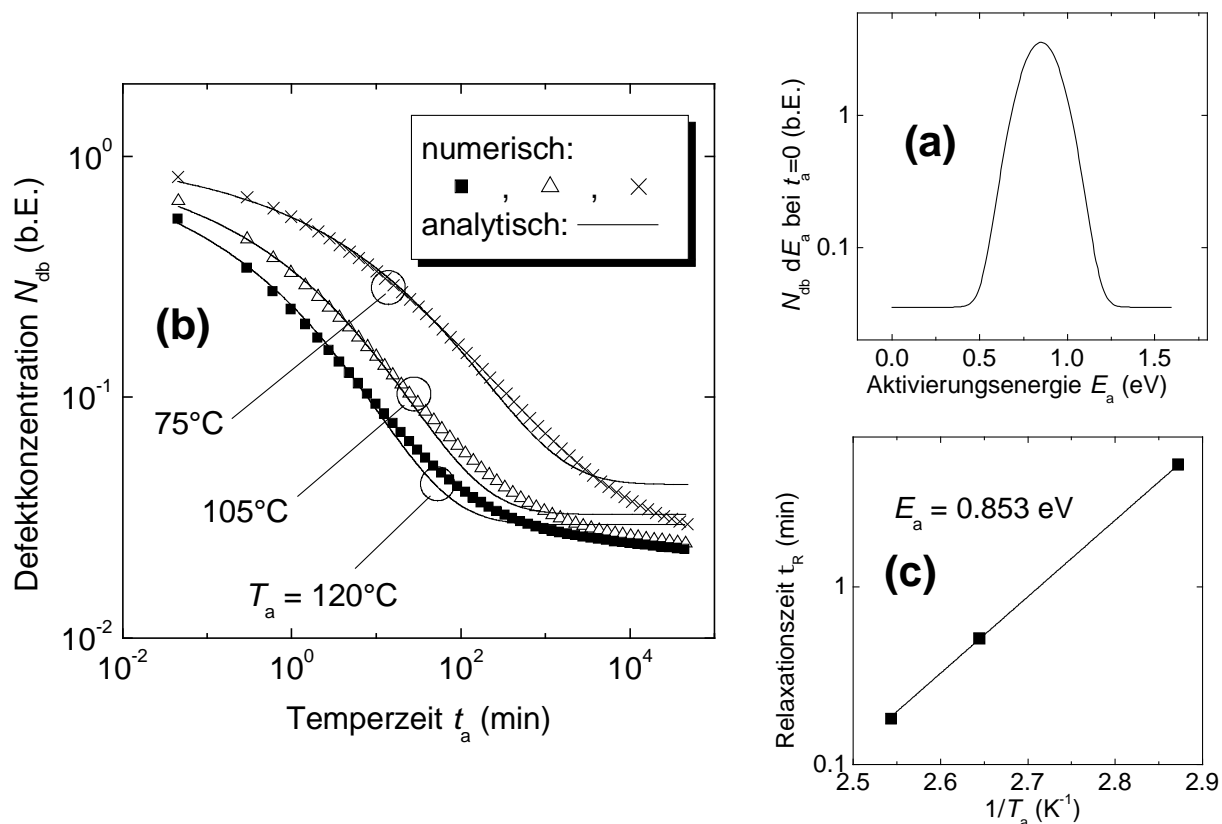 Defektkonzentration N_db (b.E.)
10^0
10^-1
10^-2
10^-2
10^0
10^2
10^4
Temperzeit t_a (min)
numerisch:
, ,
analytisch:
(b)
75°C
105°C
T_a = 120°C
N_db dE_a bei t_a=0 (b.E.)
1
0.1
(a)
0.0
0.5
1.0
1.5
Aktivierungsenergie E_a (eV)
Relaxationszeit t_R (min)
1
0.1
E_a = 0.853 eV
(c)
2.5
2.6
2.7
2.8
2.9
1/T_a (K^-1)